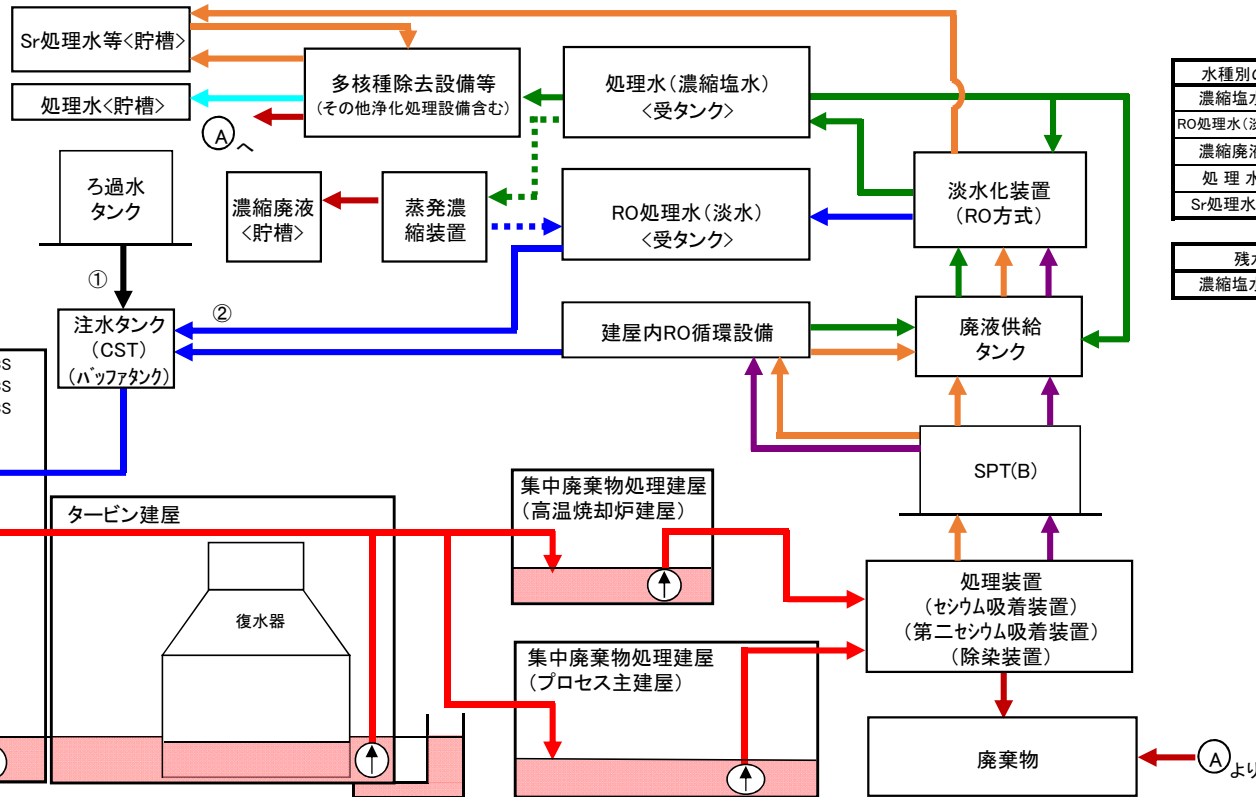 Sr処理水等<貯槽>
処理水<貯槽>
多核種除去設備等
(その他浄化処理設備含む)
Aへ
処理水(濃縮塩水)
<受タンク>
ろ過水
タンク
濃縮廃液
<貯槽>
蒸発濃
縮装置
RO処理水(淡水)
<受タンク>
淡水化装置
(RO方式)
①
②
注水タンク
(CST)
(バッファタンク)
建屋内RO循環設備
廃液供給
タンク
SPT(B)
タービン建屋
復水器
集中廃棄物処理建屋
(高温焼却炉建屋)
集中廃棄物処理建屋
(プロセス主建屋)
処理装置
(セシウム吸着装置)
(第二セシウム吸着装置)
(除染装置)
廃棄物
Aより
水種別
濃縮塩
RO処理水
濃縮廃
処理水
Sr処理水
残
濃縮塩